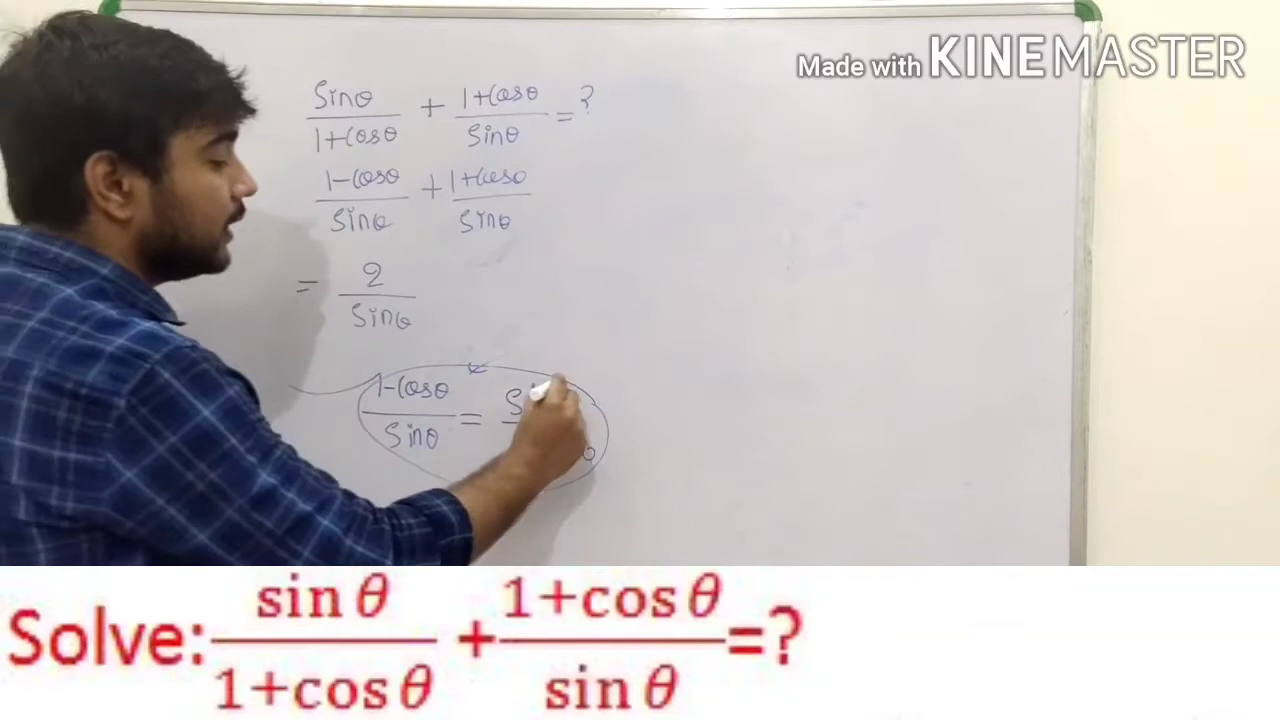 Made with KINEMASTER
Sinθ / 1+Cosθ + 1+Cosθ / Sinθ = ?
1-Cosθ / Sinθ + 1+Cosθ / Sinθ
= 2 / Sinθ
1-Cosθ / Sinθ =
Solve: sin θ / 1+cos θ + 1+cos θ / sin θ =?